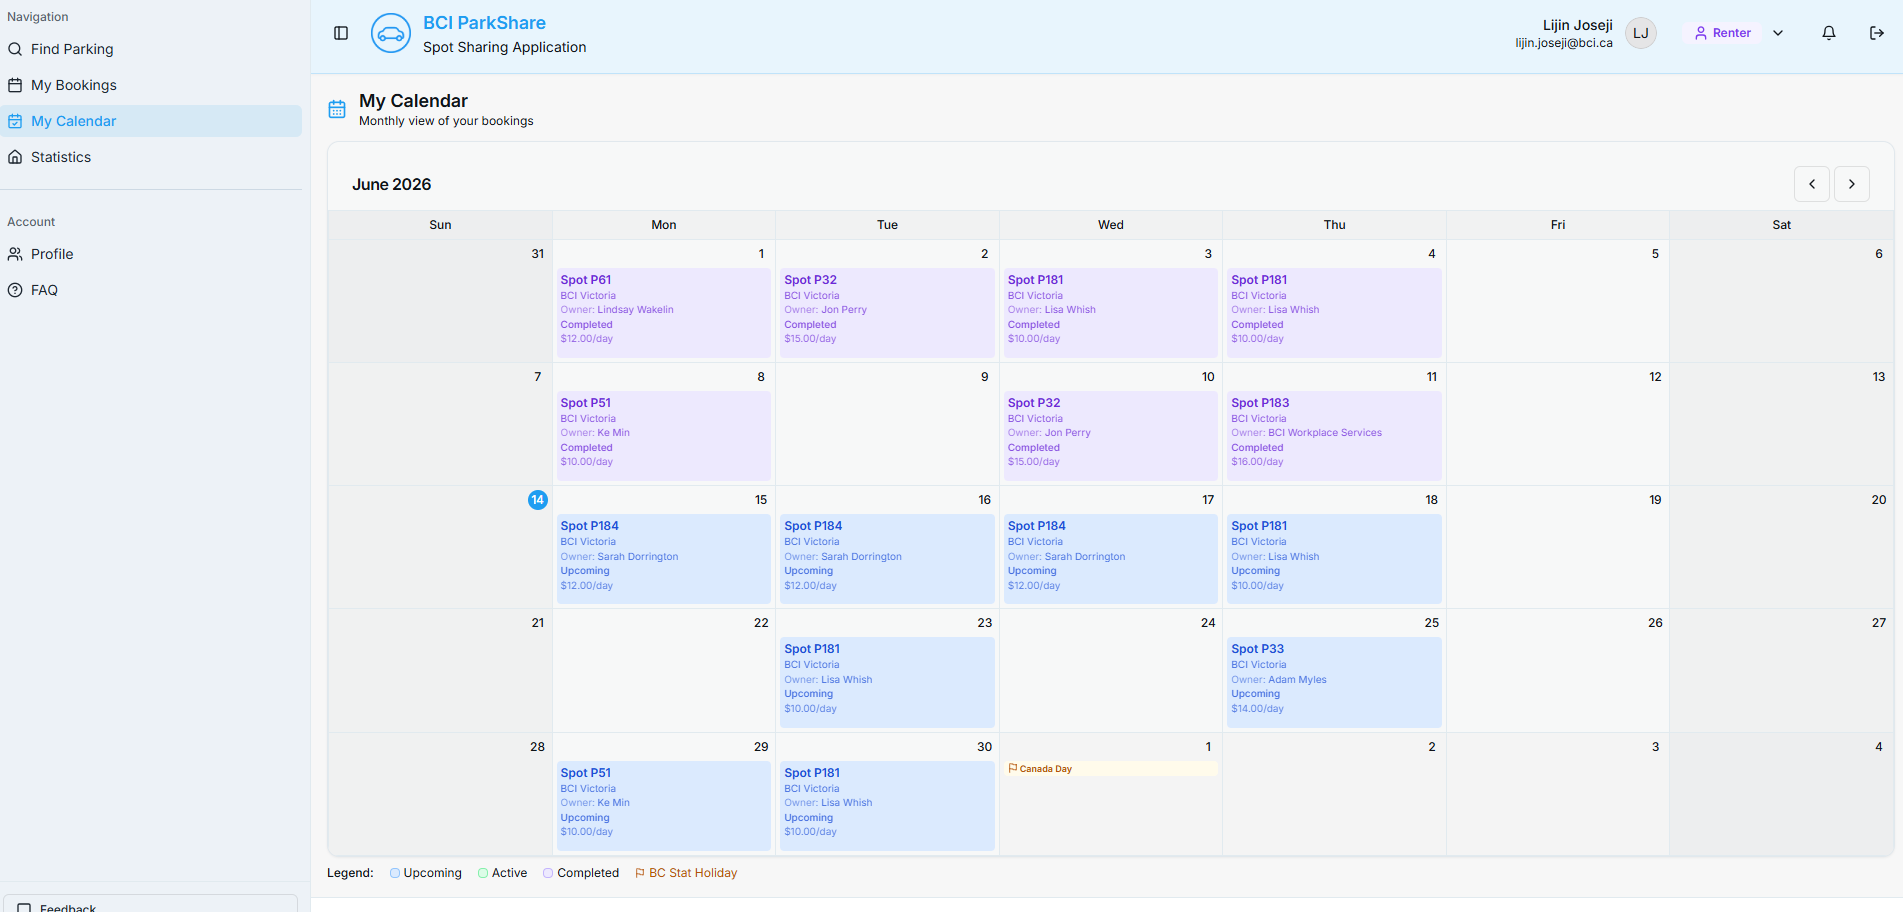 Navigation
Find Parking
My Bookings
My Calendar
Statistics
Account
Profile
FAQ
Feedback
BCI ParkShare
Spot Sharing Application
Lijin Joseji
lijin.joseji@bci.ca
LJ
Renter
My Calendar
Monthly view of your bookings
June 2026
Sun Mon Tue Wed Thu Fri Sat
31 1 2 3 4 5 6
Spot P61
BCI Victoria
Owner: Lindsay Wakelin
Completed
$12.00/day
Spot P32
BCI Victoria
Owner: Jon Perry
Completed
$15.00/day
Spot P181
BCI Victoria
Owner: Lisa Whish
Completed
$10.00/day
Spot P181
BCI Victoria
Owner: Lisa Whish
Completed
$10.00/day
7 8 9 10 11 12 13
Spot P51
BCI Victoria
Owner: Ke Min
Completed
$10.00/day
Spot P32
BCI Victoria
Owner: Jon Perry
Completed
$15.00/day
Spot P183
BCI Victoria
Owner: BCI Workplace Services
Completed
$16.00/day
14 15 16 17 18 19 20
Spot P184
BCI Victoria
Owner: Sarah Dorrington
Upcoming
$12.00/day
Spot P184
BCI Victoria
Owner: Sarah Dorrington
Upcoming
$12.00/day
Spot P184
BCI Victoria
Owner: Sarah Dorrington
Upcoming
$12.00/day
Spot P181
BCI Victoria
Owner: Lisa Whish
Upcoming
$10.00/day
21 22 23 24 25 26 27
Spot P181
BCI Victoria
Owner: Lisa Whish
Upcoming
$10.00/day
Spot P33
BCI Victoria
Owner: Adam Myles
Upcoming
$14.00/day
28 29 30 1 2 3 4
Spot P51
BCI Victoria
Owner: Ke Min
Upcoming
$10.00/day
Spot P181
BCI Victoria
Owner: Lisa Whish
Upcoming
$10.00/day
Canada Day
Legend: Upcoming Active Completed BC Stat Holiday